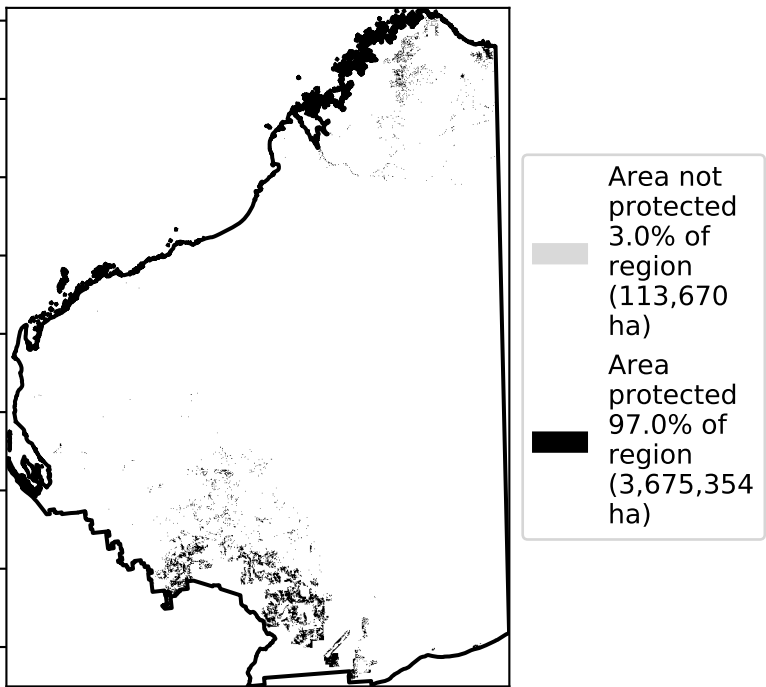 Area not
protected
3.0% of
region
(113,670
ha)
Area
protected
97.0% of
region
(3,675,354
ha)